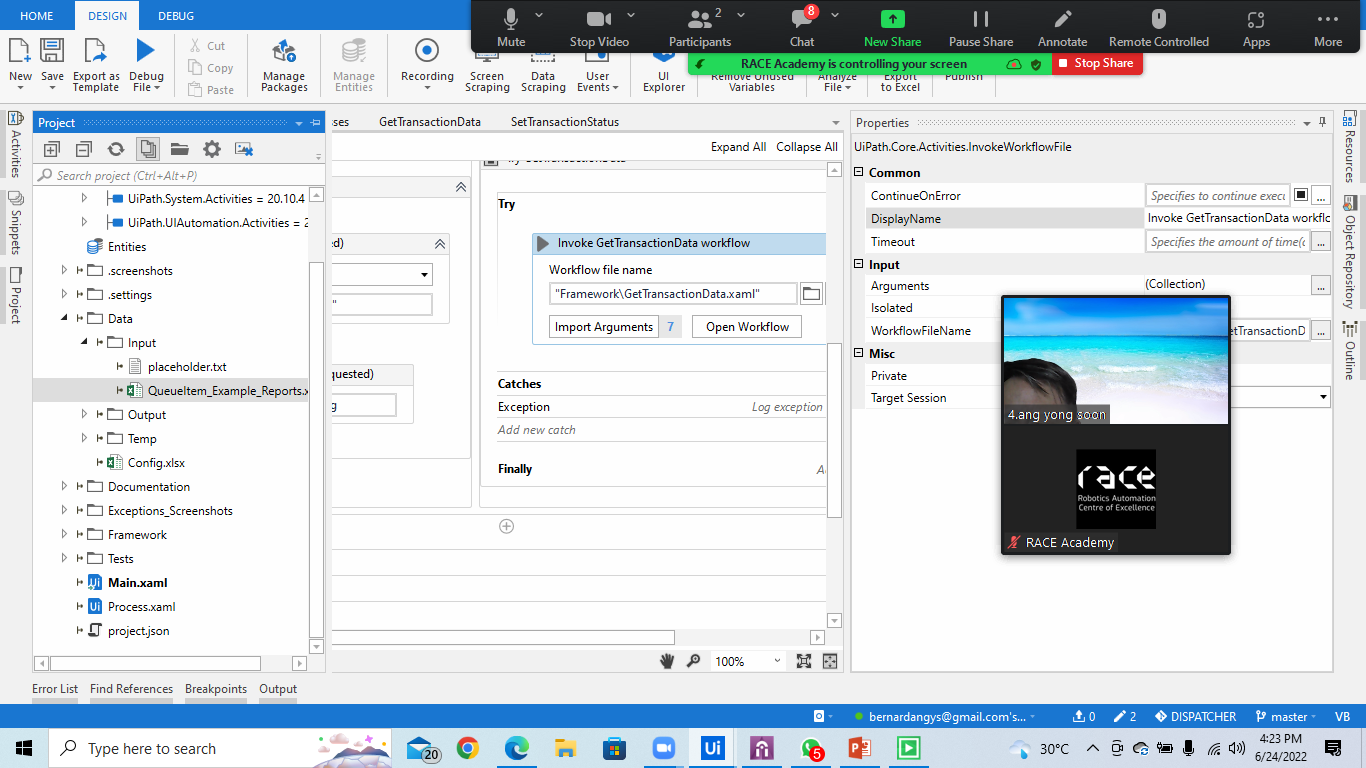 HOME
DESIGN
DEBUG
Mute
Stop Video
2
Participants
8
Chat
New Share
Pause Share
Annotate
Remote Controlled
Apps
More
RACE Academy is controlling your screen
Stop Share
New
Save
Export as Template
Debug File
Cut
Copy
Paste
Manage Packages
Manage Entities
Recording
Screen Scraping
Data Scraping
User Events
UI Explorer
Remove Unused Variables
Analyze File
Export to Excel
Publish
Activities
Snippets
Project
Project
Search project (Ctrl+Alt+P)
UiPath.System.Activities = 20.10.4
UiPath.UIAutomation.Activities = 2
Entities
.screenshots
.settings
Data
Input
placeholder.txt
QueueItem_Example_Reports.x
Output
Temp
Config.xlsx
Documentation
Exceptions_Screenshots
Framework
Tests
Main.xaml
Process.xaml
project.json
sses
GetTransactionData
SetTransactionStatus
Expand All
Collapse All
ed)
"
quested)
g
Try GetTransactionData
Try
Invoke GetTransactionData workflow
Workflow file name
"Framework\GetTransactionData.xaml"
Import Arguments
7
Open Workflow
Catches
Exception
Log exception
Add new catch
Finally
A
100%
Properties
UiPath.Core.Activities.InvokeWorkflowFile
Common
ContinueOnError
Specifies to continue execu
...
DisplayName
Invoke GetTransactionData workflc
Timeout
Specifies the amount of time(
...
Input
Arguments
(Collection)
...
Isolated
WorkflowFileName
etTransactionD
...
Misc
Private
Target Session
4.ang yong soon
race
Robotics Automation
Centre of Excellence
RACE Academy
Resources
Object Repository
Outline
Error List
Find References
Breakpoints
Output
bernardangys@gmail.com's...
0
2
DISPATCHER
master
VB
Type here to search
20
Ui
5
30°C
4:23 PM
6/24/2022